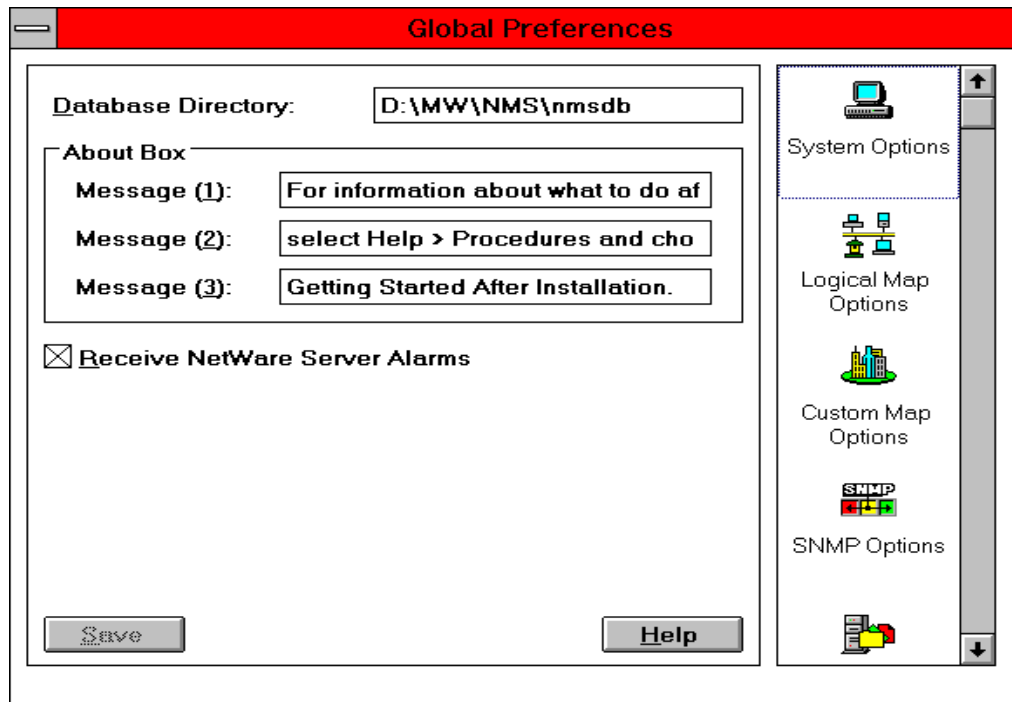 Global Preferences
Database Directory:
D:\MW\NMS\nmsdb
About Box
Message (1):
For information about what to do af
Message (2):
select Help > Procedures and cho
Message (3):
Getting Started After Installation.
Receive NetWare Server Alarms
Save
Help
System Options
Logical Map
Options
Custom Map
Options
SNMP
SNMP Options